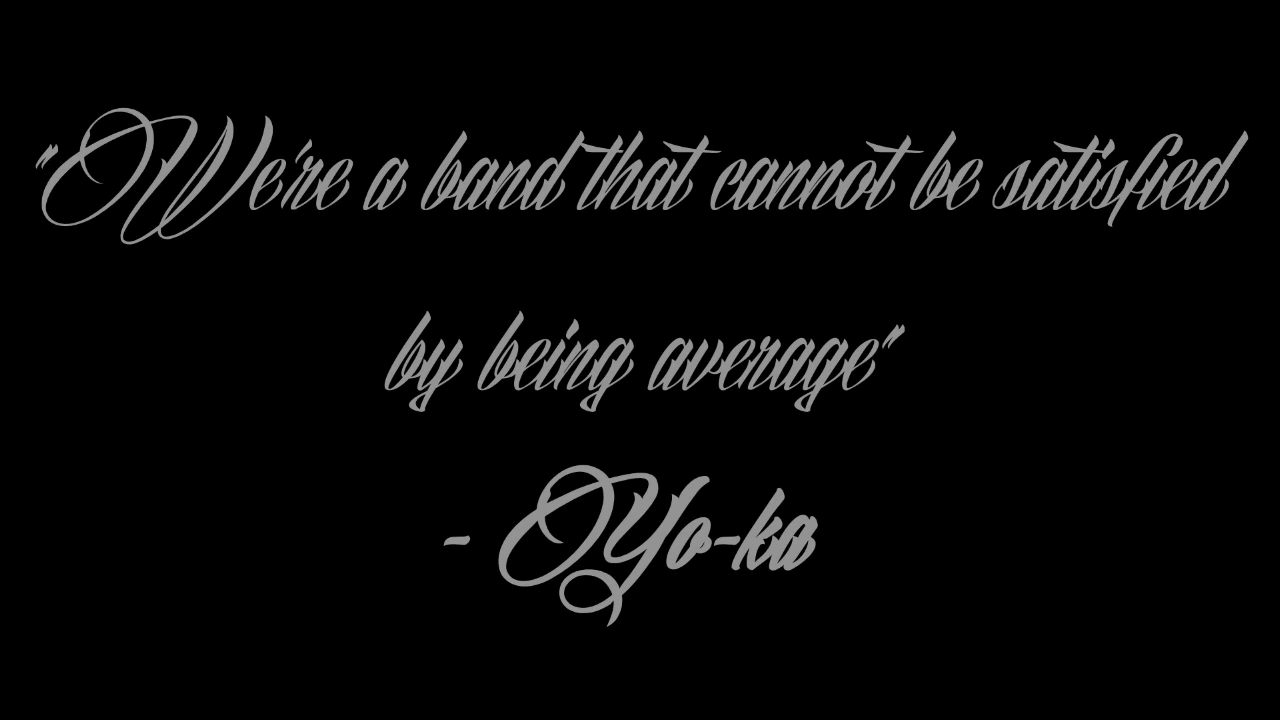 "We're a band that cannot be satisfied
by being average"
- Yo-ka